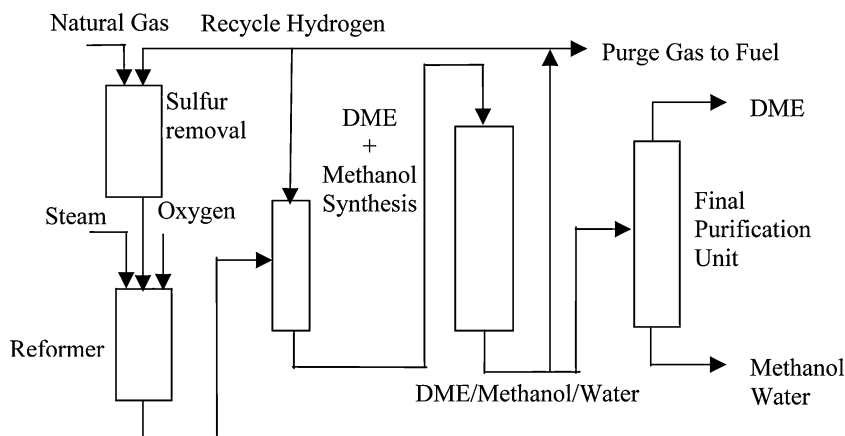 Natural Gas
Recycle Hydrogen
Purge Gas to Fuel
Sulfur
removal
DME
+
Methanol
Synthesis
DME
Steam
Oxygen
Final
Purification
Unit
Reformer
DME/Methanol/Water
Methanol
Water